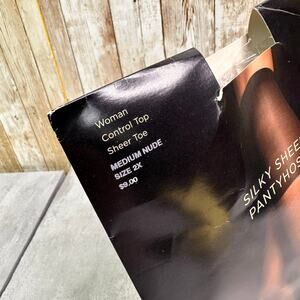 Woman
Control Top
Sheer Toe
MEDIUM NUDE
SIZE 2X
$9.00
SILKY SHEE
PANTYHOS